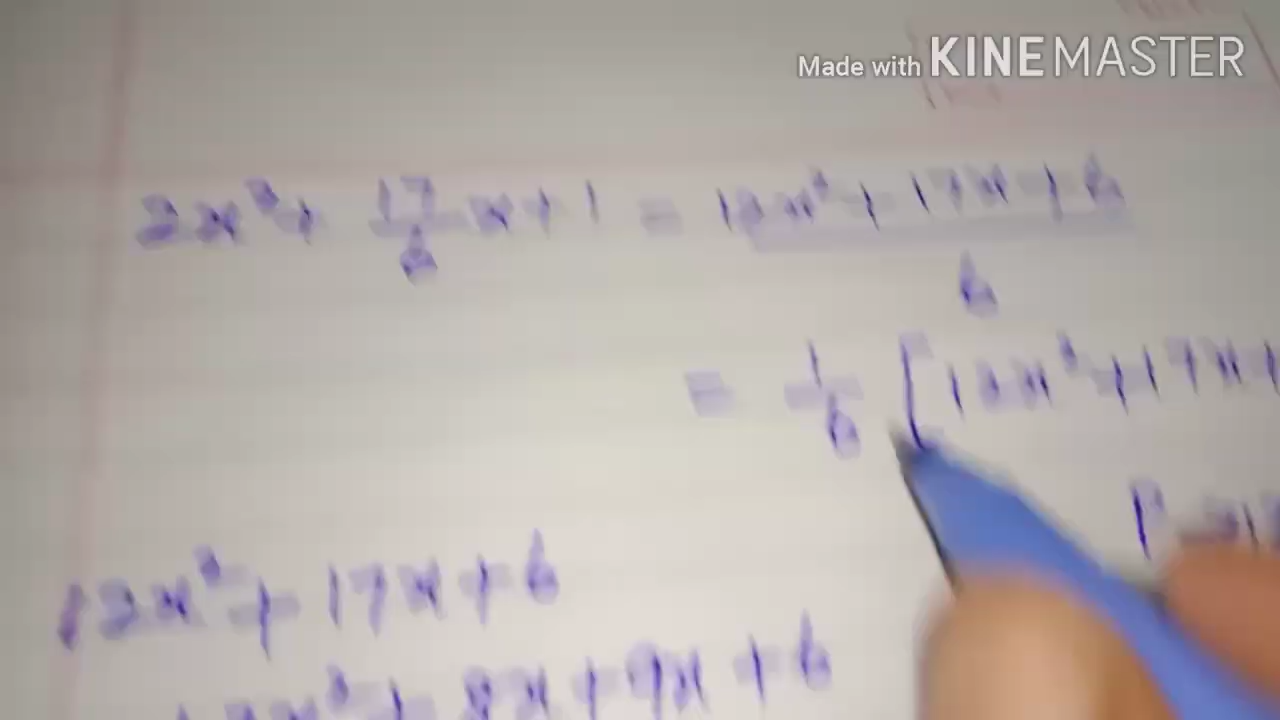 Made with KINEMASTER
2x² + 17/6 x + 1 = 12x² + 17x + 6 / 6
= 1/6 [12x² + 17x +
12x² + 17x + 6
12x² + 8x + 9x + 6